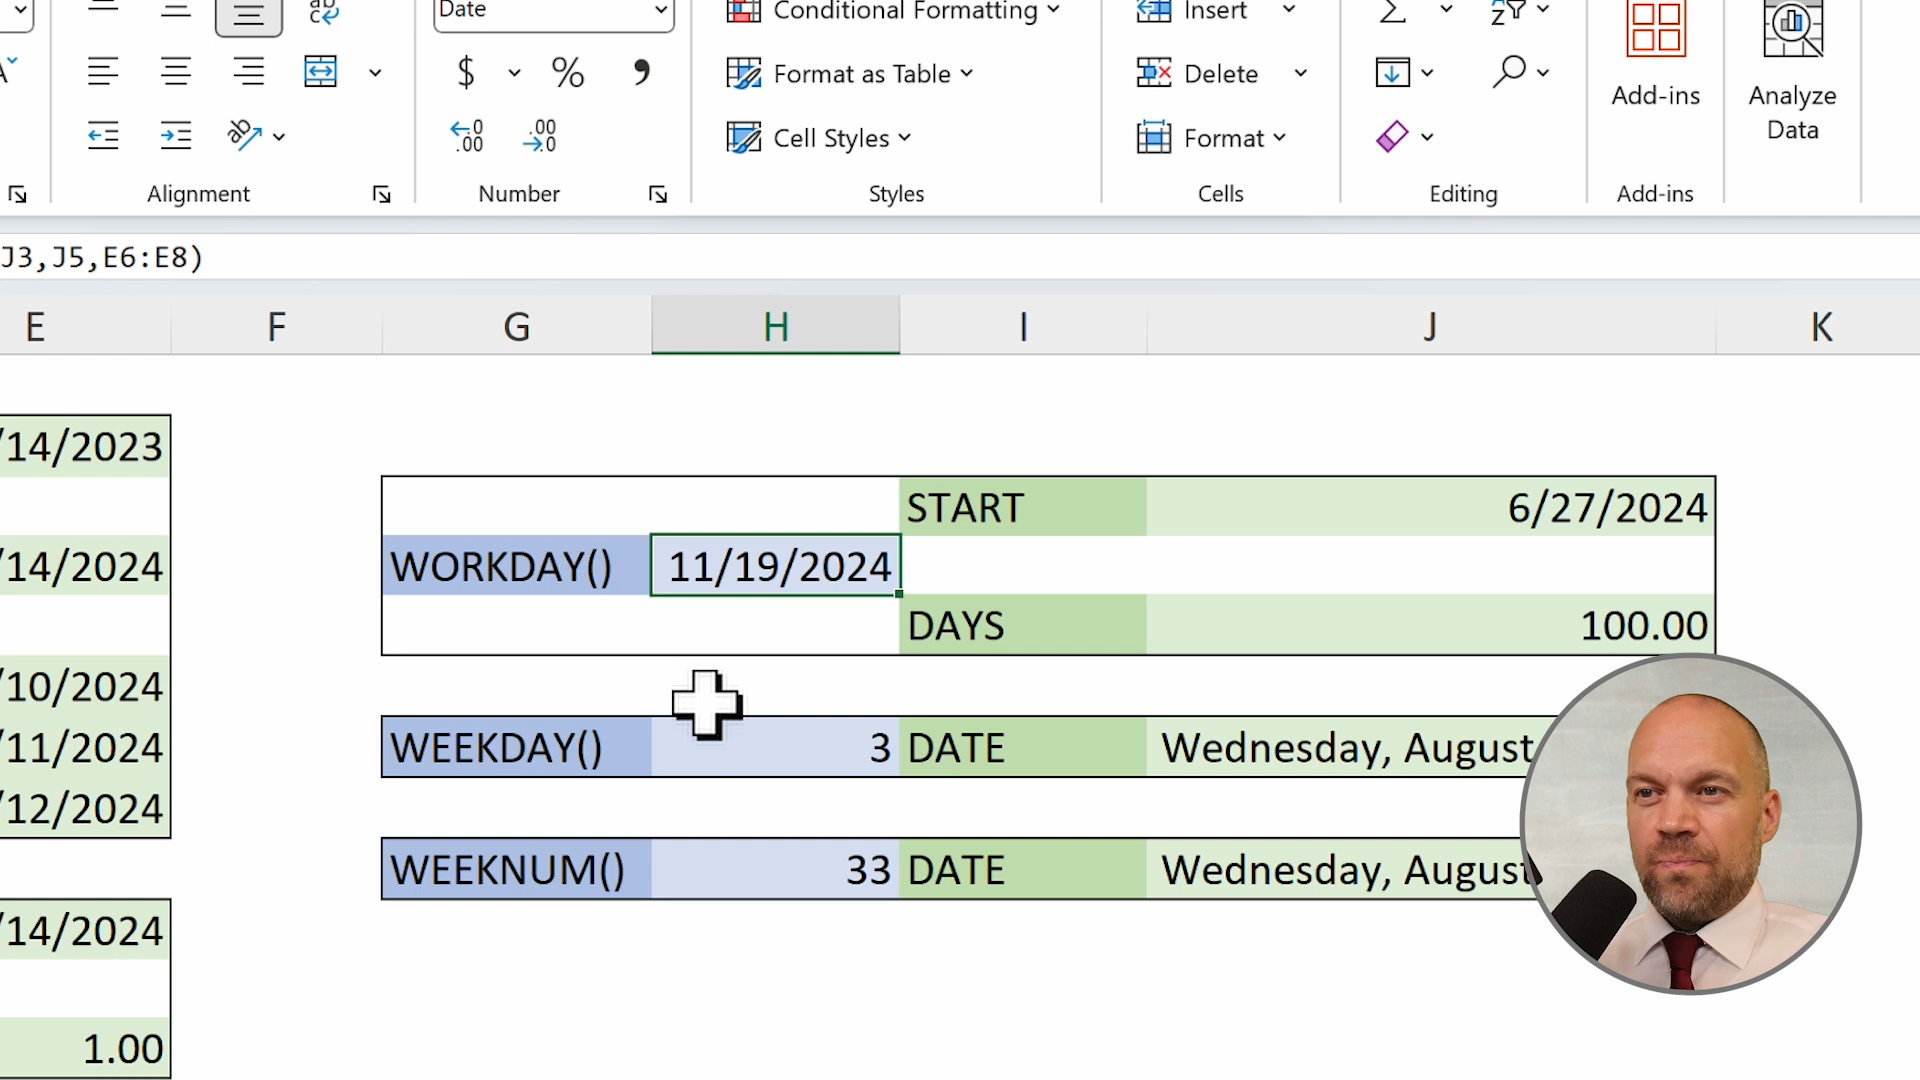 Date
Conditional Formatting
Insert
$ % ,
Format as Table
Delete
Add-ins
Analyze
Data
Cell Styles
Format
Alignment
Number
Styles
Cells
Editing
Add-ins
J3,J5,E6:E8)
E F G H I J K
/14/2023
START 6/27/2024
/14/2024 WORKDAY() 11/19/2024
DAYS 100.00
/10/2024
/11/2024 WEEKDAY() 3 DATE Wednesday, August
/12/2024
WEEKNUM() 33 DATE Wednesday, August
/14/2024
1.00